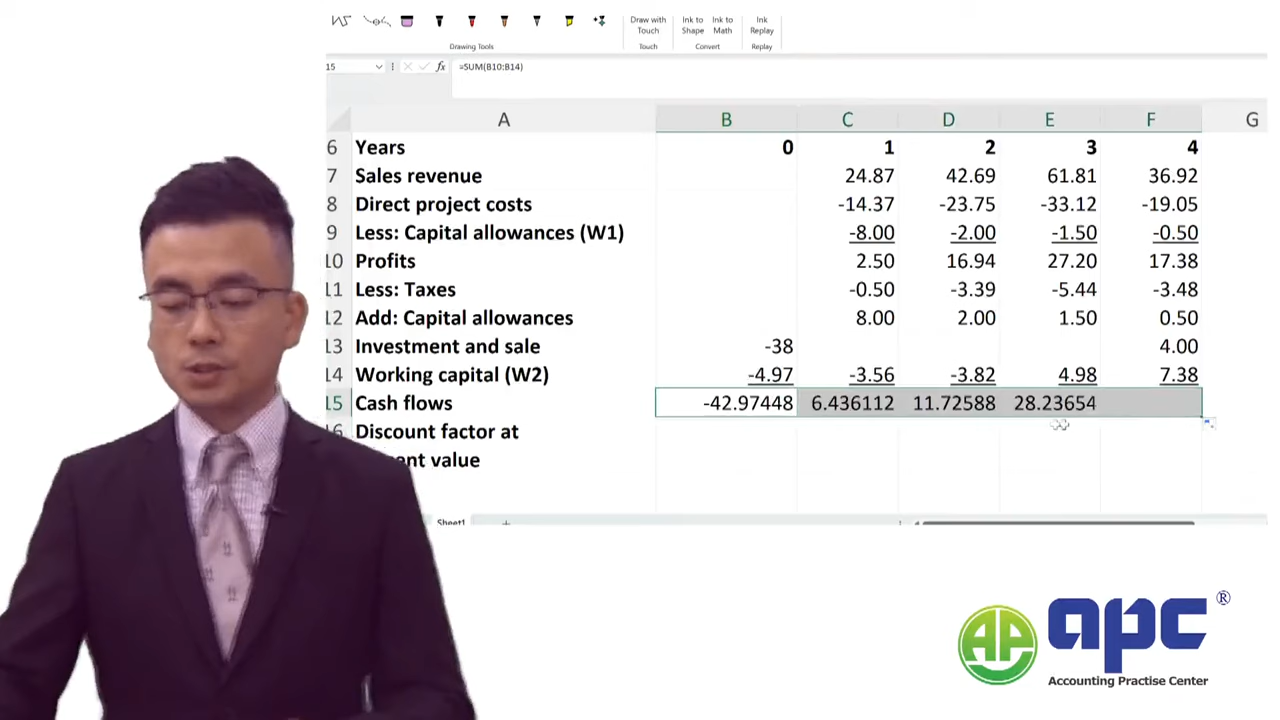 Draw with Touch
Ink to Shape
Ink to Math
Ink Replay
Drawing Tools
Touch
Convert
Replay
15 fx =SUM(B10:B14)
A B C D E F G
6 Years 0 1 2 3 4
7 Sales revenue 24.87 42.69 61.81 36.92
8 Direct project costs -14.37 -23.75 -33.12 -19.05
9 Less: Capital allowances (W1) -8.00 -2.00 -1.50 -0.50
10 Profits 2.50 16.94 27.20 17.38
11 Less: Taxes -0.50 -3.39 -5.44 -3.48
12 Add: Capital allowances 8.00 2.00 1.50 0.50
13 Investment and sale -38 4.00
14 Working capital (W2) -4.97 -3.56 -3.82 4.98 7.38
15 Cash flows -42.97448 6.436112 11.72588 28.23654
16 Discount factor at
ent value
Sheet1
AP apc ®
Accounting Practise Center